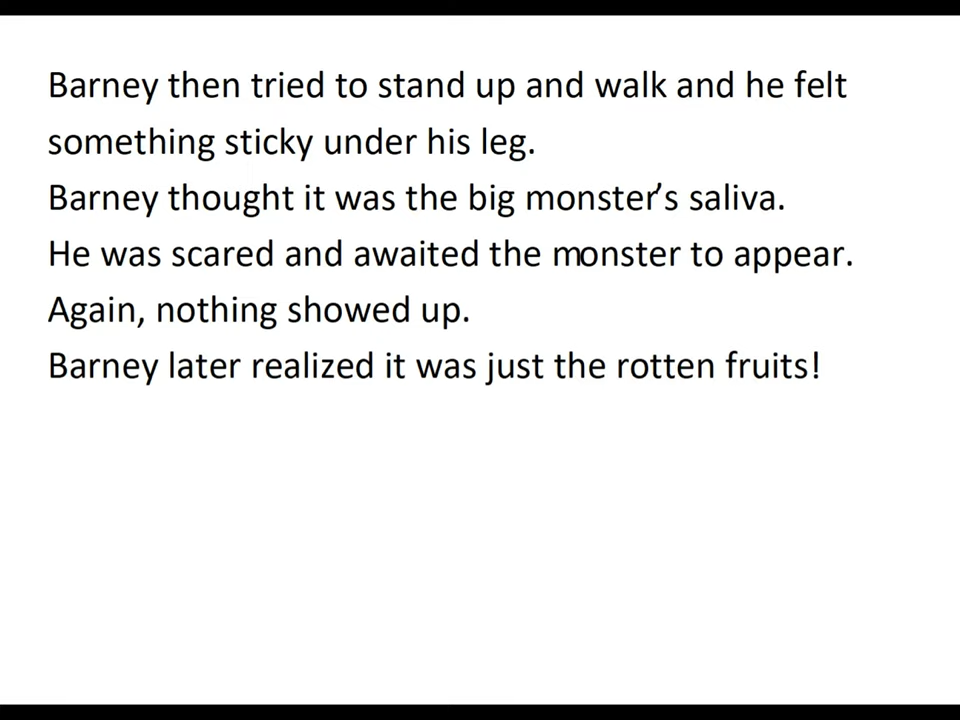 Barney then tried to stand up and walk and he felt
something sticky under his leg.
Barney thought it was the big monster’s saliva.
He was scared and awaited the monster to appear.
Again, nothing showed up.
Barney later realized it was just the rotten fruits!